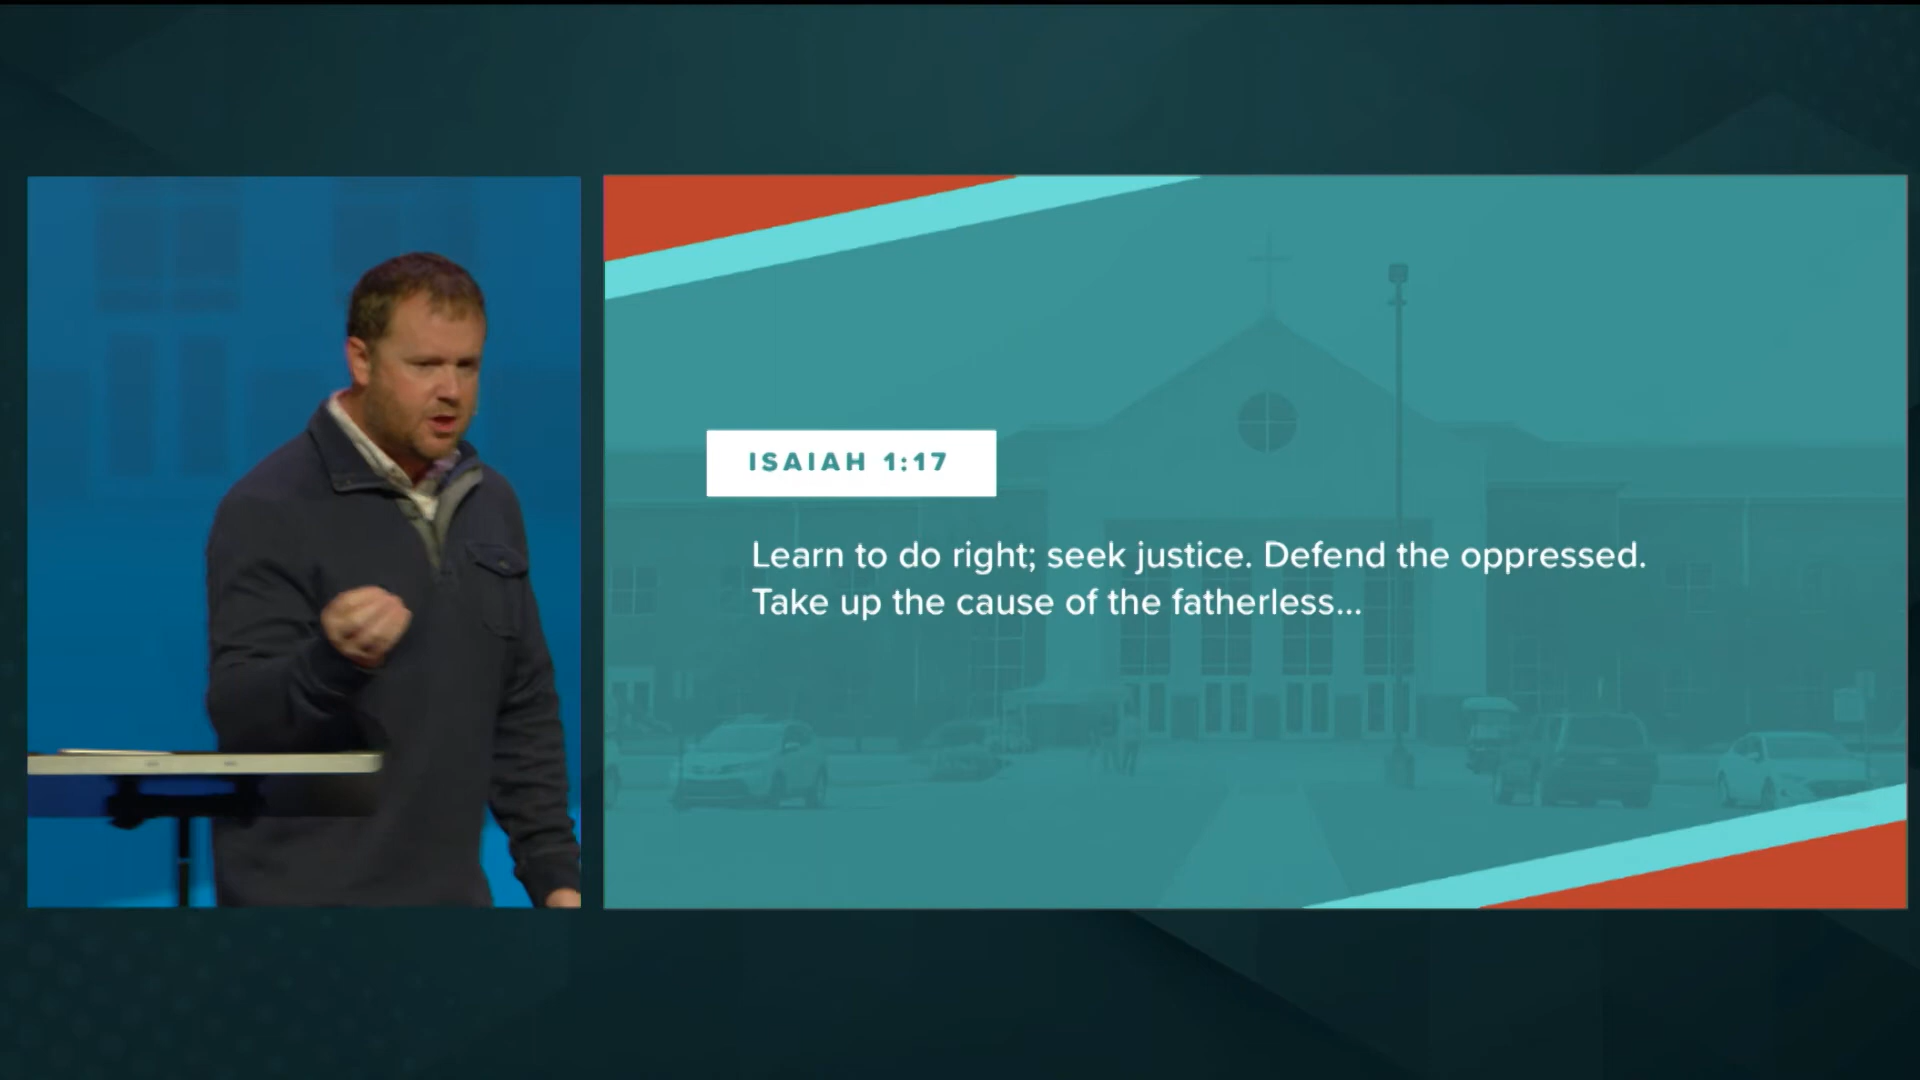 ISAIAH 1:17
Learn to do right; seek justice. Defend the oppressed.
Take up the cause of the fatherless...